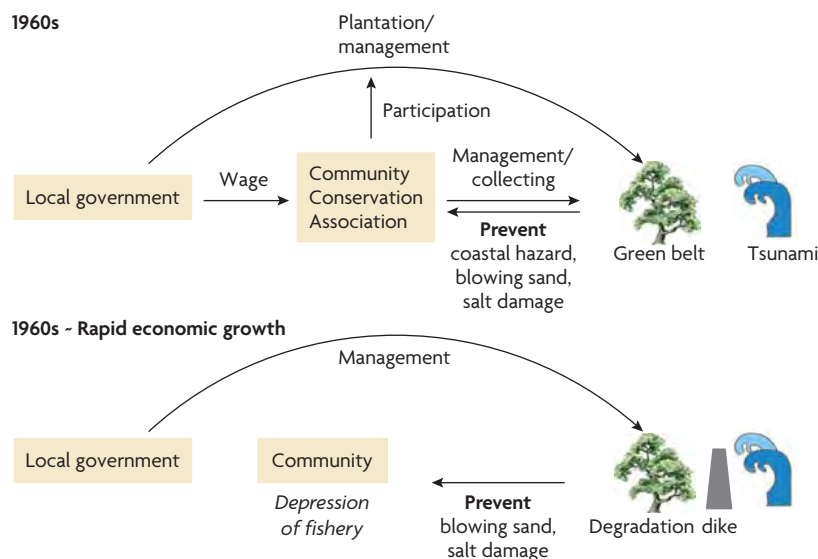 1960s
Plantation/
management
Participation
Local government
Wage
Community
Conservation
Association
Management/
collecting
Prevent
coastal hazard,
blowing sand,
salt damage
Green belt
Tsunami
1960s ~ Rapid economic growth
Management
Local government
Community
Depression
of fishery
Prevent
blowing sand,
salt damage
Degradation dike